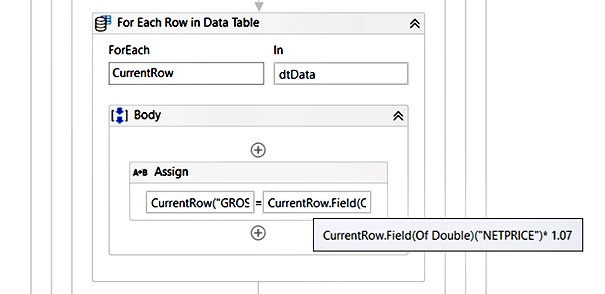 For Each Row in Data Table
ForEach In
CurrentRow dtData
Body
A+B Assign
CurrentRow("GROS = CurrentRow.Field(O
CurrentRow.Field(Of Double)("NETPRICE")* 1.07